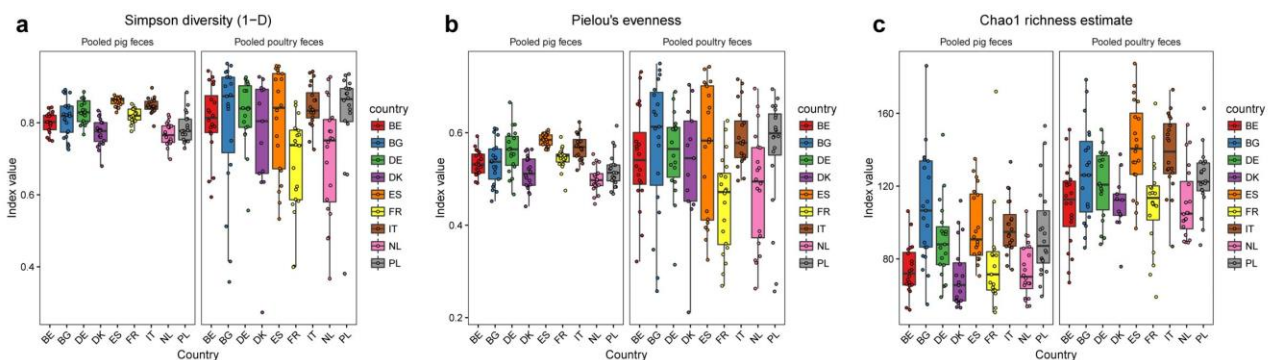 a
Simpson diversity (1−D)
Pooled pig feces
Pooled poultry feces
Index value
0.8
0.6
0.4
BE BG DE DK ES FR IT NL PL BE BG DE DK ES FR IT NL PL
Country
country
BE
BG
DE
DK
ES
FR
IT
NL
PL
b
Pielou's evenness
Pooled pig feces
Pooled poultry feces
Index value
0.6
0.4
0.2
BE BG DE DK ES FR IT NL PL BE BG DE DK ES FR IT NL PL
Country
country
BE
BG
DE
DK
ES
FR
IT
NL
PL
c
Chao1 richness estimate
Pooled pig feces
Pooled poultry feces
Index value
160
120
80
BE BG DE DK ES FR IT NL PL BE BG DE DK ES FR IT NL PL
Country
country
BE
BG
DE
DK
ES
FR
IT
NL
PL